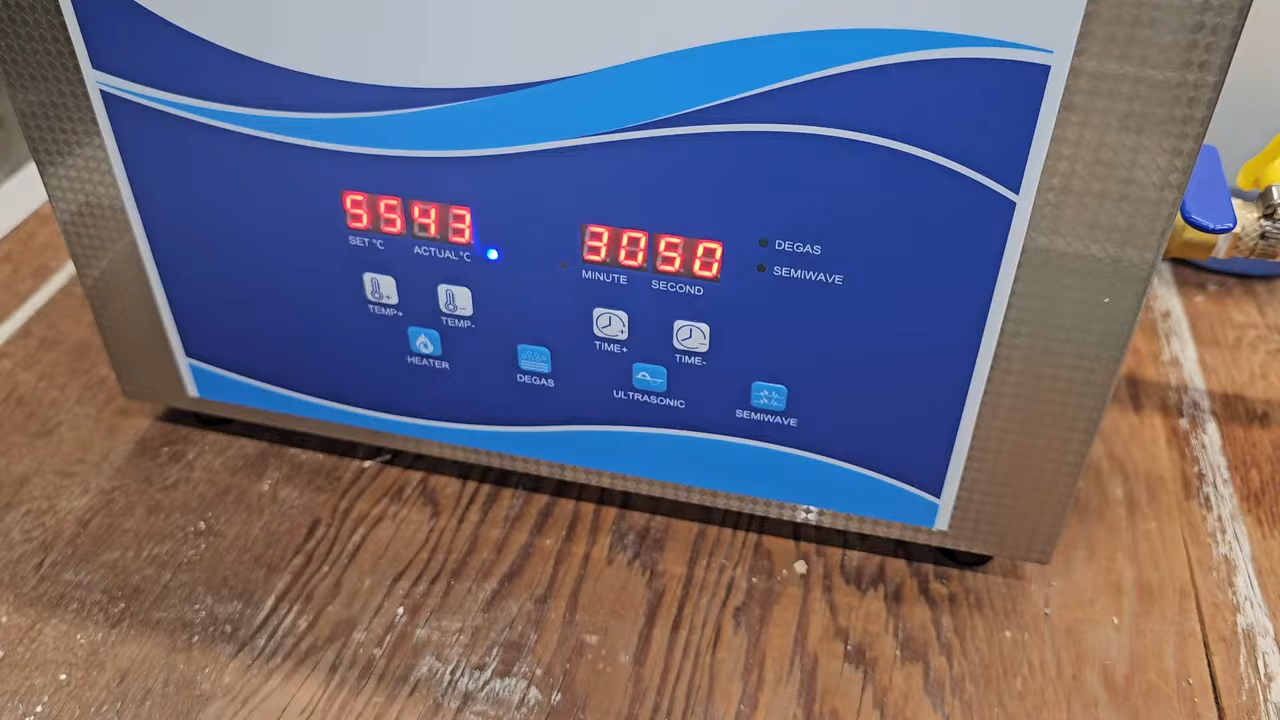 5543
SET °C
ACTUAL°C
3050
MINUTE
SECOND
DEGAS
SEMIWAVE
TEMP+
TEMP-
TIME+
TIME-
HEATER
DEGAS
ULTRASONIC
SEMIWAVE